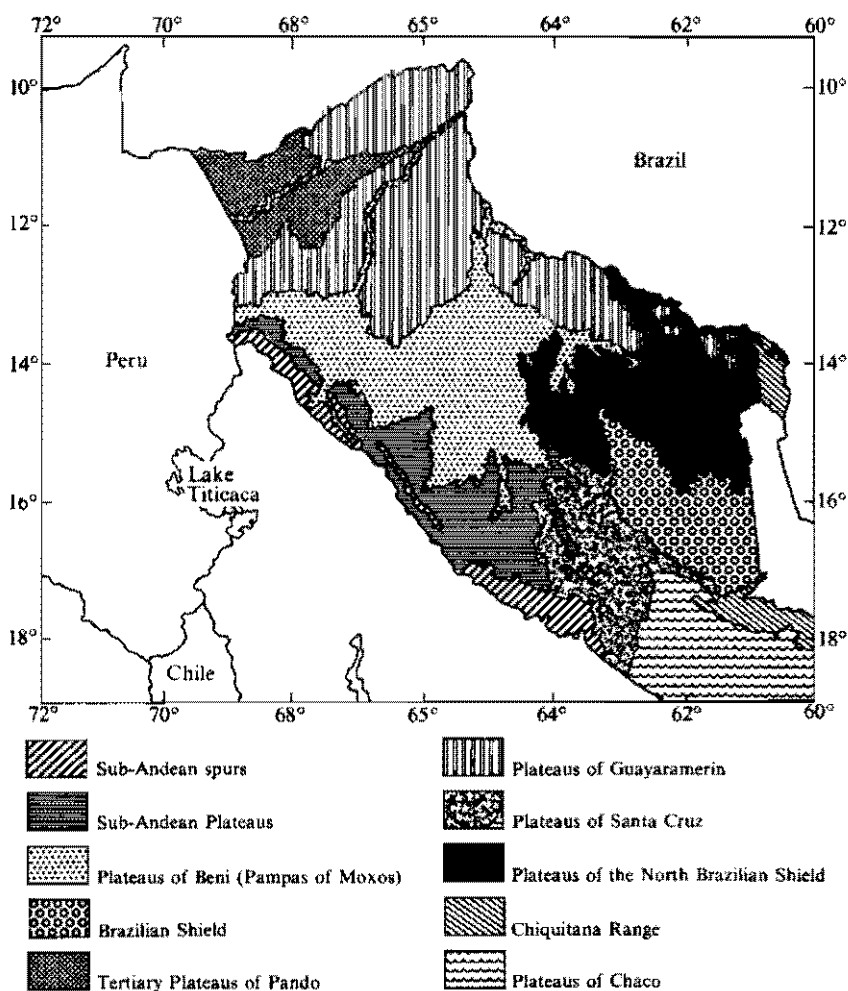 72° 70° 68° 65° 64° 62° 60°
10° 10°
Brazil
12° 12°
14° 14°
Peru
Lake
Titicaca
16° 16°
18° 18°
Chile
72° 70° 68° 65° 64° 62° 60°
Sub-Andean spurs
Plateaus of Guayaramerin
Sub-Andean Plateaus
Plateaus of Santa Cruz
Plateaus of Beni (Pampas of Moxos)
Plateaus of the North Brazilian Shield
Brazilian Shield
Chiquitana Range
Tertiary Plateaus of Pando
Plateaus of Chaco